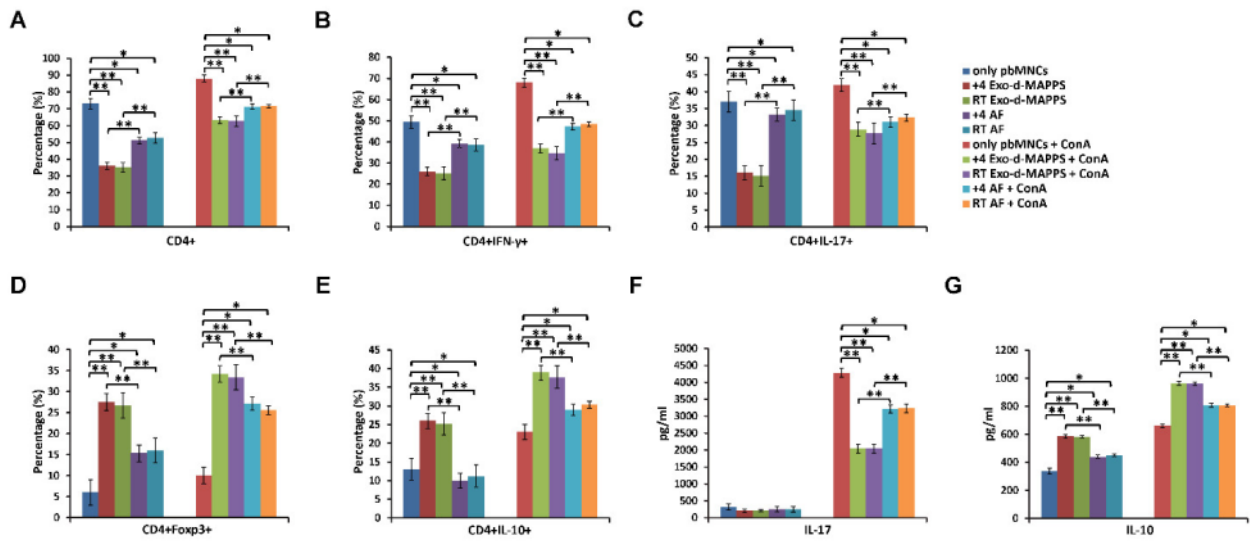 A
Percentage (%)
100
90
80
70
60
50
40
30
20
10
0
* * ** ** ** **
* * ** ** ** **
CD4+
B
Percentage (%)
80
70
60
50
40
30
20
10
0
* * ** ** ** **
* * ** ** ** **
CD4+IFN-γ+
C
Percentage (%)
50
45
40
35
30
25
20
15
10
5
0
* * ** ** ** **
* * ** ** ** **
CD4+IL-17+
only pbMNCs
+4 Exo-d-MAPPS
RT Exo-d-MAPPS
+4 AF
RT AF
only pbMNCs + ConA
+4 Exo-d-MAPPS + ConA
RT Exo-d-MAPPS + ConA
+4 AF + ConA
RT AF + ConA
D
Percentage (%)
40
35
30
25
20
15
10
5
0
* * ** ** ** **
* * ** ** ** **
CD4+Foxp3+
E
Percentage (%)
45
40
35
30
25
20
15
10
5
0
* * ** ** ** **
* * ** ** ** **
CD4+IL-10+
F
pg/ml
5000
4500
4000
3500
3000
2500
2000
1500
1000
500
0
* * ** ** ** **
IL-17
G
pg/ml
1200
1000
800
600
400
200
0
* * ** ** ** **
* * ** ** ** **
IL-10